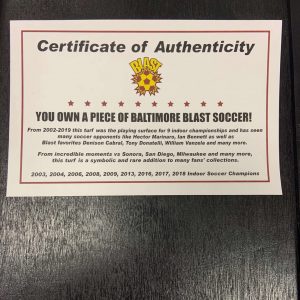 Certificate of Authenticity
BLAST
YOU OWN A PIECE OF BALTIMORE BLAST SOCCER!
From 2002-2019 this turf was the playing surface for 9 indoor championships and has seen
many soccer opponents like Hector Marinaro, Ian Bennett as well as
Blast favorites Denison Cabral, Tony Donatelli, William Vanzela and many more.
From incredible moments vs Sonora, San Diego, Milwaukee and many more,
this turf is a symbolic and rare addition to many fans' collections.
2003, 2004, 2006, 2008, 2009, 2013, 2016, 2017, 2018 Indoor Soccer Champions